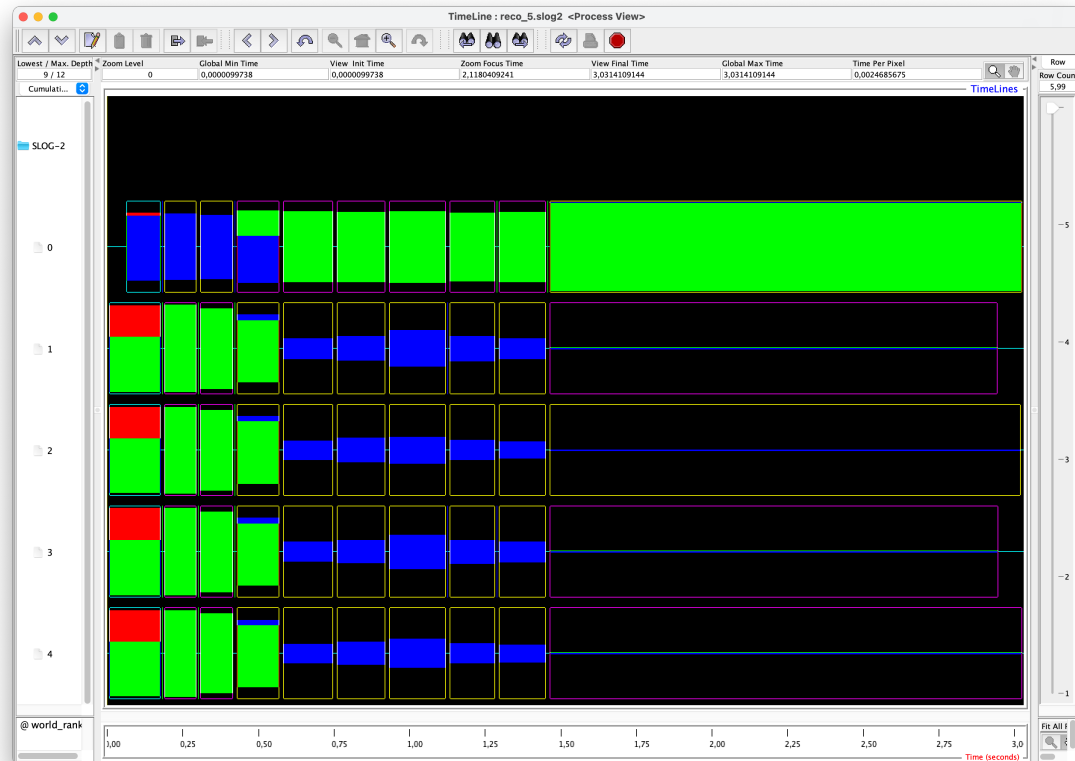 TimeLine : reco_5.slog2 <Process View>
Lowest / Max. Depth
9 / 12
Zoom Level
0
Global Min Time
0,0000099738
View Init Time
0,0000099738
Zoom Focus Time
2,1180409241
View Final Time
3,0314109144
Global Max Time
3,0314109144
Time Per Pixel
0,0024685675
Row
Row Coun
5,99
Cumulati...
TimeLines
SLOG-2
0
1
2
3
4
5
4
3
2
1
@ world_rank
0,00 0,25 0,50 0,75 1,00 1,25 1,50 1,75 2,00 2,25 2,50 2,75 3,0
Time (seconds)
Fit All